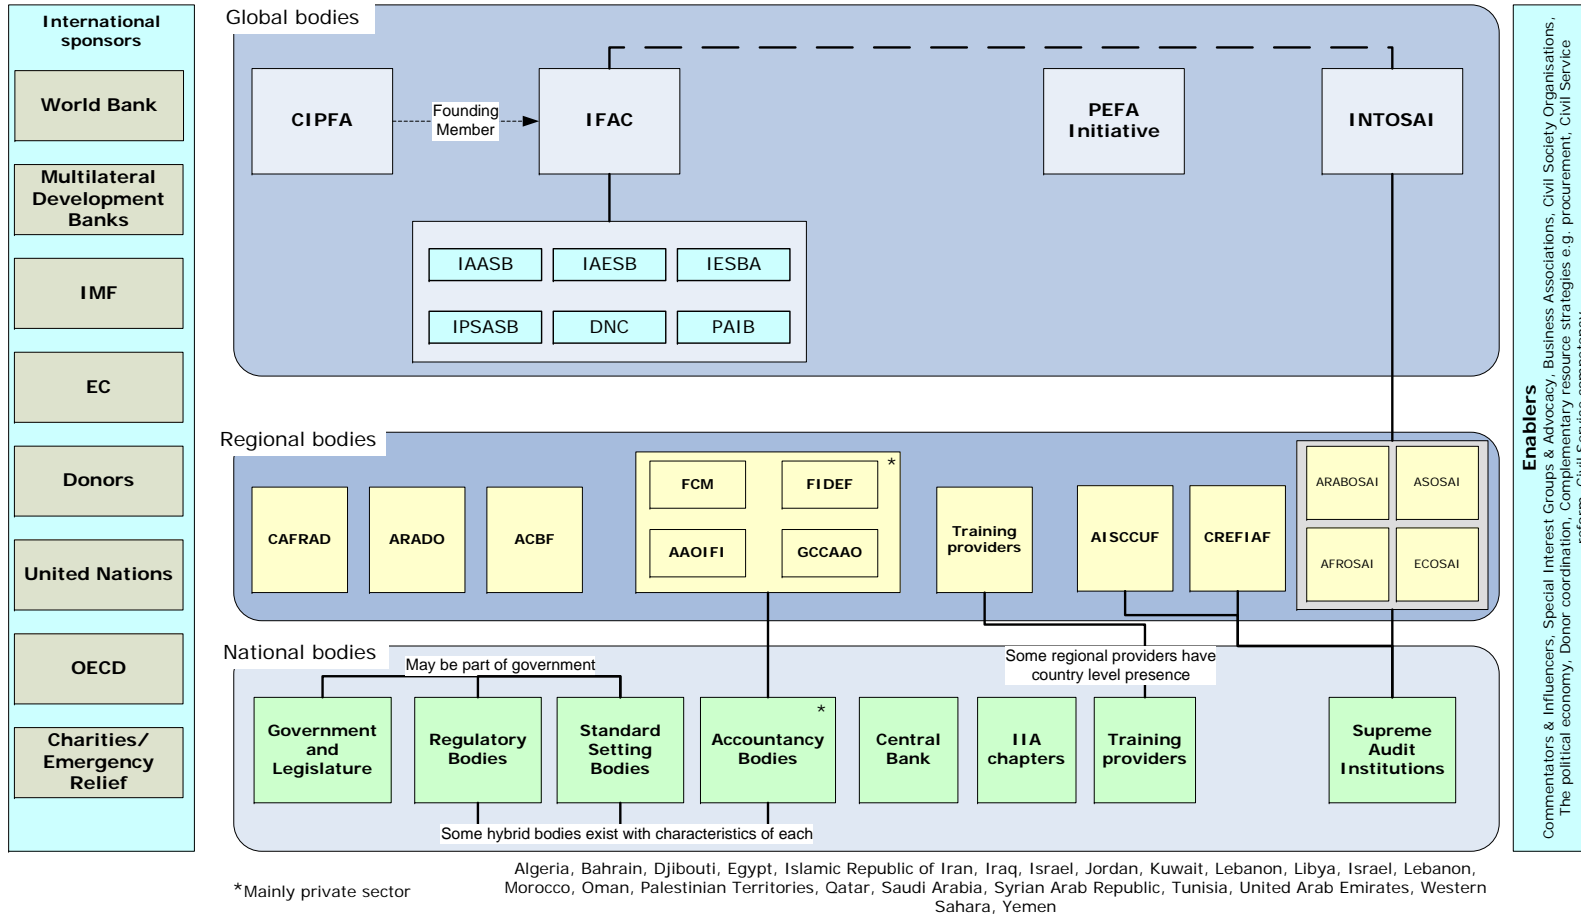 International
sponsors
World Bank
Multilateral
Development
Banks
IMF
EC
Donors
United Nations
OECD
Charities/
Emergency
Relief
Global bodies
CIPFA
Founding
Member
IFAC
PEFA
Initiative
INTOSAI
IAASB
IAESB
IESBA
IPSASB
DNC
PAIB
Regional bodies
CAFRAD
ARADO
ACBF
*
FCM
FIDEF
AAOIFI
GCCAAO
Training
providers
AISCCUF
CREFIAF
ARABOSAI
ASOSAI
AFROSAI
ECOSAI
National bodies
May be part of government
Some regional providers have
country level presence
Government
and
Legislature
Regulatory
Bodies
Standard
Setting
Bodies
*
Accountancy
Bodies
Central
Bank
IIA
chapters
Training
providers
Supreme
Audit
Institutions
Some hybrid bodies exist with characteristics of each
*Mainly private sector
Algeria, Bahrain, Djibouti, Egypt, Islamic Republic of Iran, Iraq, Israel, Jordan, Kuwait, Lebanon, Libya, Israel, Lebanon,
Morocco, Oman, Palestinian Territories, Qatar, Saudi Arabia, Syrian Arab Republic, Tunisia, United Arab Emirates, Western
Sahara, Yemen
Enablers
Commentators & Influencers, Special Interest Groups & Advocacy, Business Associations, Civil Society Organisations,
The political economy, Donor coordination, Complementary resource strategies e.g. procurement, Civil Service
reform, Civil Service competency